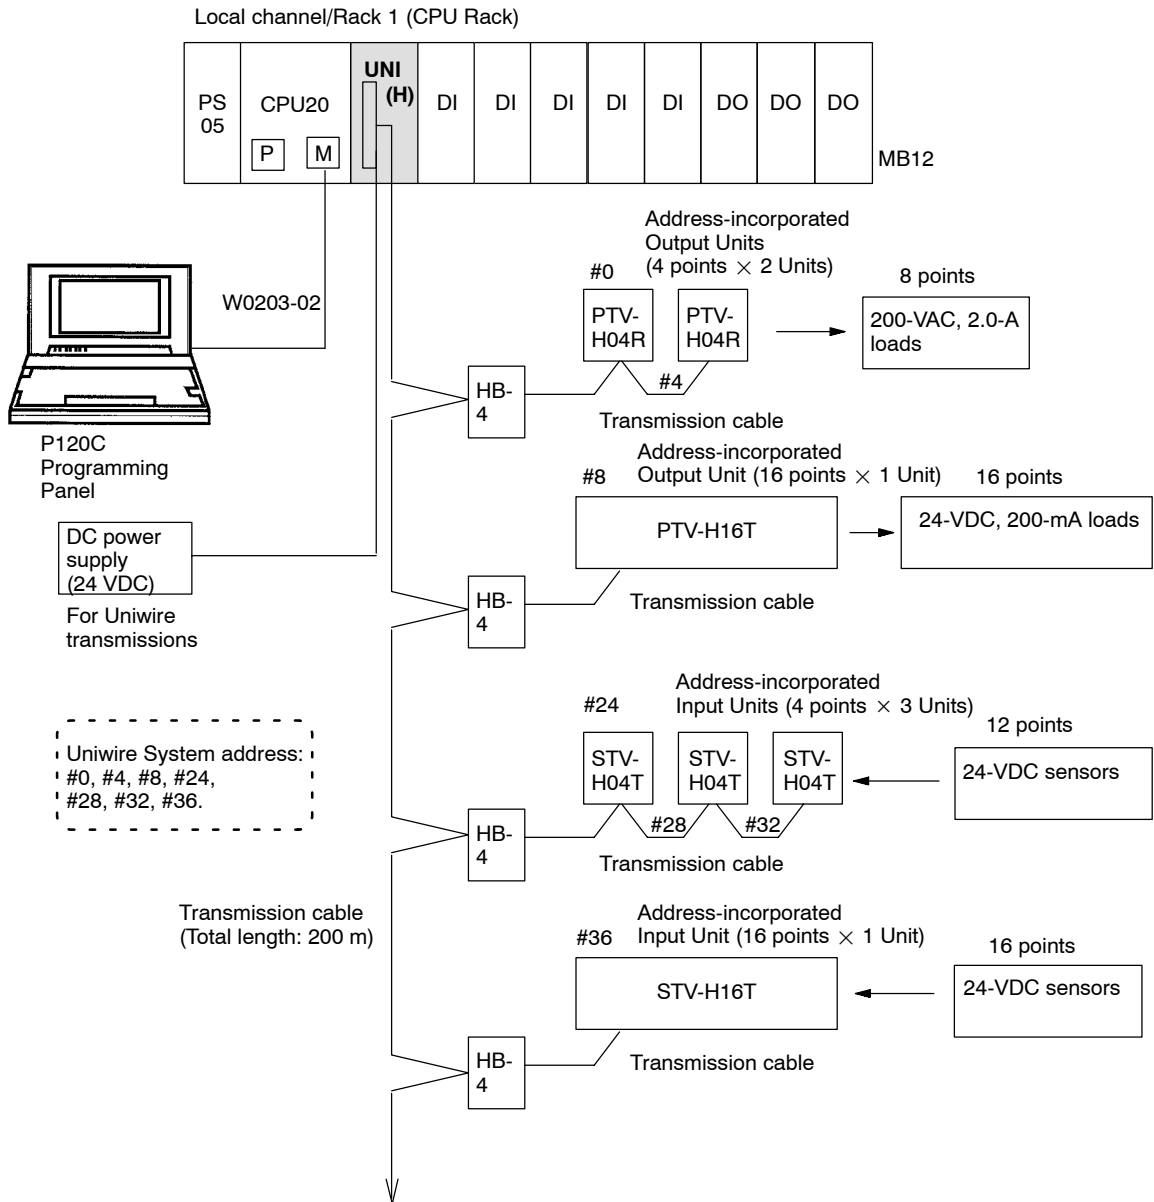 Local channel/Rack 1 (CPU Rack)
PS
05
CPU20
P
M
UNI
(H)
DI
DI
DI
DI
DI
DO
DO
DO
MB12
W0203-02
P120C
Programming
Panel
DC power
supply
(24 VDC)
For Uniwire
transmissions
Address-incorporated
Output Units
(4 points × 2 Units)
#0
PTV-
H04R
PTV-
H04R
#4
8 points
200-VAC, 2.0-A
loads
HB-
4
Transmission cable
Address-incorporated
Output Unit (16 points × 1 Unit)
#8
PTV-H16T
16 points
24-VDC, 200-mA loads
HB-
4
Transmission cable
Address-incorporated
Input Units (4 points × 3 Units)
#24
STV-
H04T
STV-
H04T
STV-
H04T
#28
#32
12 points
24-VDC sensors
Uniwire System address:
#0, #4, #8, #24,
#28, #32, #36.
HB-
4
Transmission cable
Transmission cable
(Total length: 200 m)
Address-incorporated
Input Unit (16 points × 1 Unit)
#36
STV-H16T
16 points
24-VDC sensors
HB-
4
Transmission cable